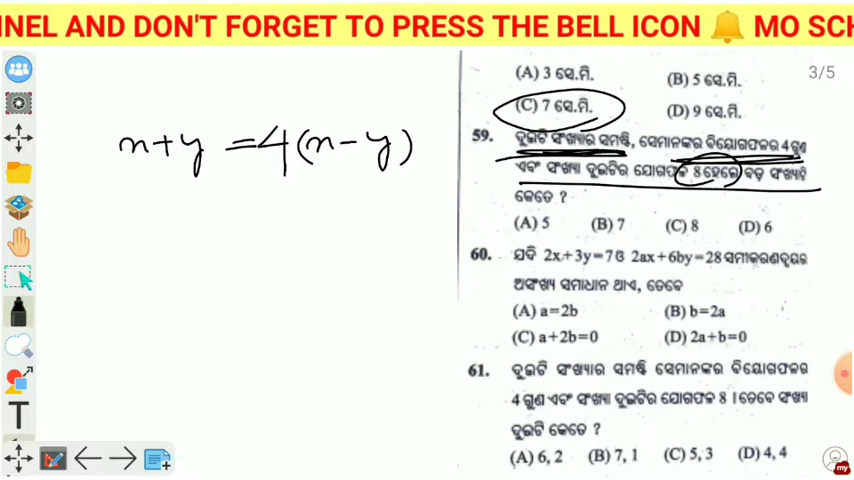 NNEL AND DON'T FORGET TO PRESS THE BELL ICON 🔔 MO SCH
3/5
(A) 3 ସେ.ମି. (B) 5 ସେ.ମି.
(C) 7 ସେ.ମି. (D) 9 ସେ.ମି.
x+y = 4(x-y)
59. ଦୁଇଟି ସଂଖ୍ୟାର ସମଷ୍ଟି, ସେମାନଙ୍କର ବିୟୋଗଫଳର 4 ଗୁଣ
ଏବଂ ସଂଖ୍ୟା ଦୁଇଟିର ଯୋଗଫଳ 8 ହେଲେ ବଡ଼ ସଂଖ୍ୟାଟି
କେତେ ?
(A) 5 (B) 7 (C) 8 (D) 6
60. ଯଦି 2x+3y=7 ଓ 2ax+6by=28 ସମୀକରଣଦ୍ୱୟର
ଅସଂଖ୍ୟ ସମାଧାନ ଥାଏ, ତେବେ
(A) a=2b (B) b=2a
(C) a+2b=0 (D) 2a+b=0
61. ଦୁଇଟି ସଂଖ୍ୟାର ସମଷ୍ଟି ସେମାନଙ୍କର ବିୟୋଗଫଳର
4 ଗୁଣ ଏବଂ ସଂଖ୍ୟା ଦୁଇଟିର ଯୋଗଫଳ 8 । ତେବେ ସଂଖ୍ୟା
ଦୁଇଟି କେତେ ?
(A) 6, 2 (B) 7, 1 (C) 5, 3 (D) 4, 4
T
my